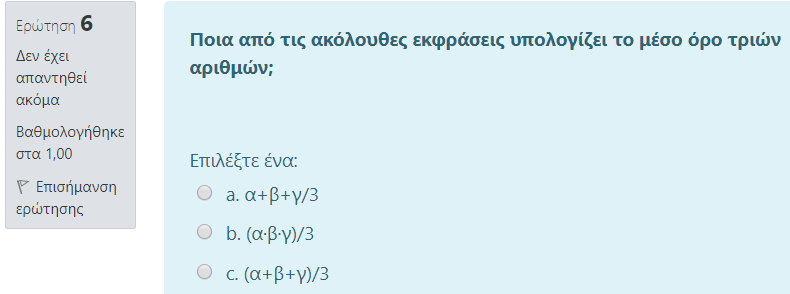 Ερώτηση 6
Δεν έχει
απαντηθεί
ακόμα
Βαθμολογήθηκε
στα 1,00
Επισήμανση
ερώτησης
Ποια από τις ακόλουθες εκφράσεις υπολογίζει το μέσο όρο τριών
αριθμών;
Επιλέξτε ένα:
a. α+β+γ/3
b. (α·β·γ)/3
c. (α+β+γ)/3